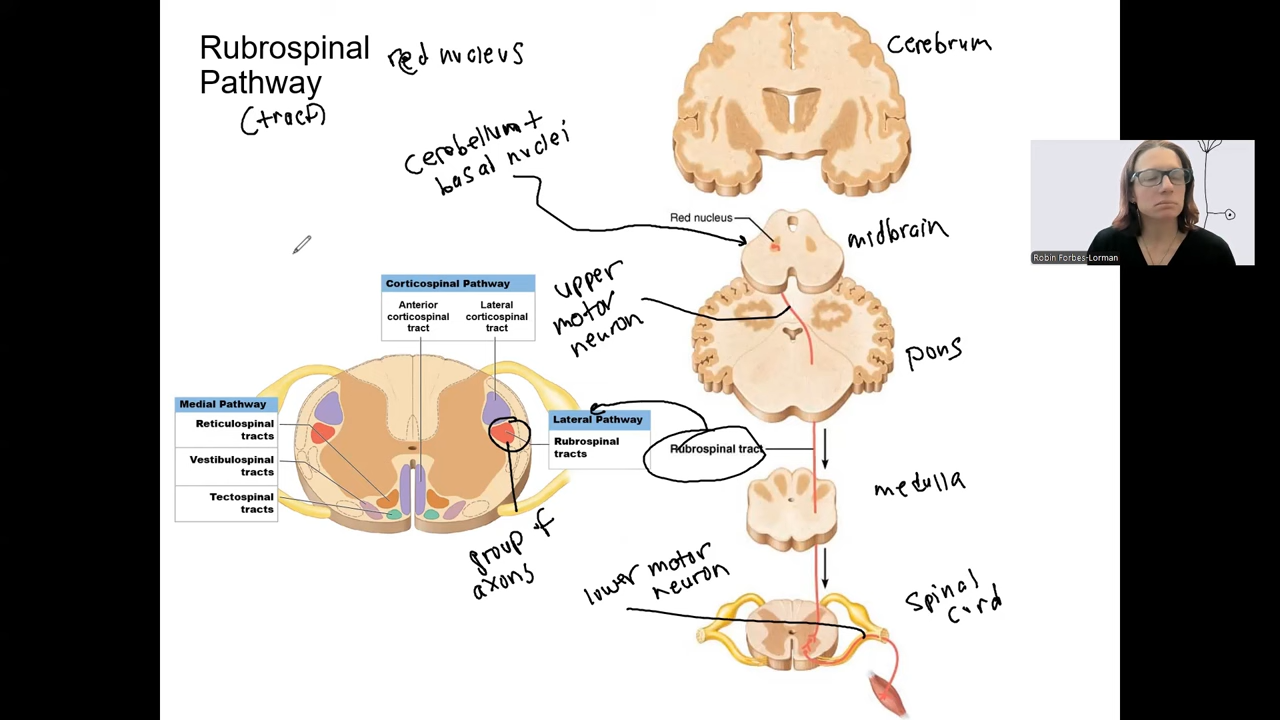 Rubrospinal
Pathway
red nucleus
(tract)
cerebellum +
basal nuclei
cerebrum
Red nucleus
midbrain
upper
motor
neuron
pons
Robin Forbes-Lorman
Corticospinal Pathway
Anterior
corticospinal
tract
Lateral
corticospinal
tract
Medial Pathway
Reticulospinal
tracts
Vestibulospinal
tracts
Tectospinal
tracts
Lateral Pathway
Rubrospinal
tracts
Rubrospinal tract
medulla
group of
axons
lower motor
neuron
spinal
cord